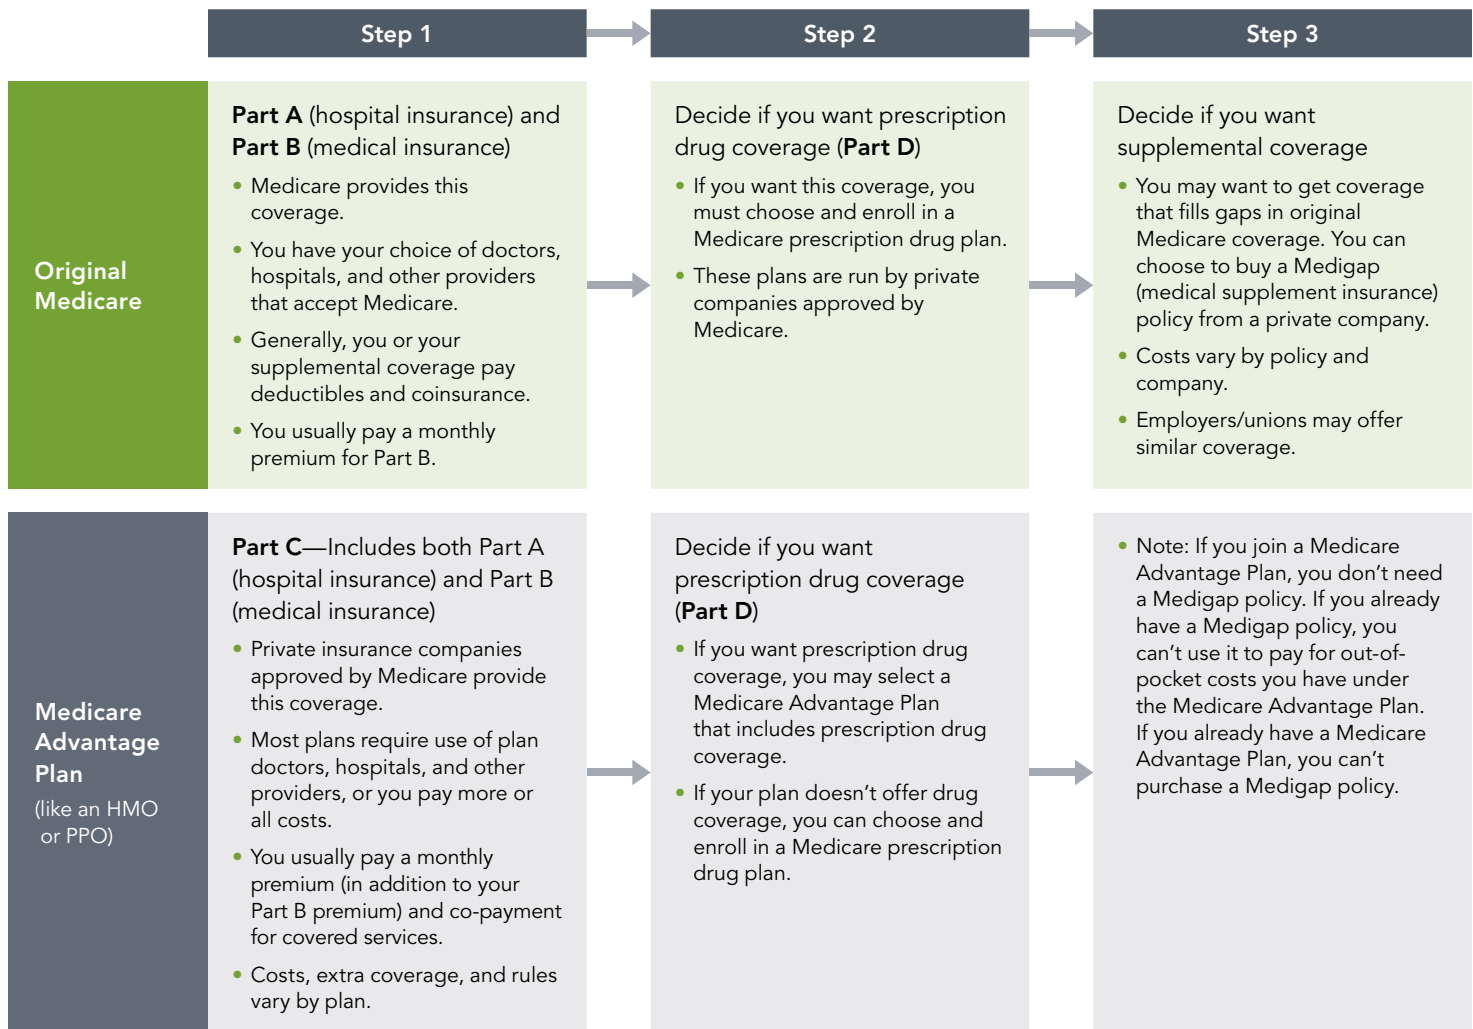 Step 1
Step 2
Step 3
Original
Medicare
Part A (hospital insurance) and
Part B (medical insurance)
• Medicare provides this
coverage.
• You have your choice of doctors,
hospitals, and other providers
that accept Medicare.
• Generally, you or your
supplemental coverage pay
deductibles and coinsurance.
• You usually pay a monthly
premium for Part B.
Decide if you want prescription
drug coverage (Part D)
• If you want this coverage, you
must choose and enroll in a
Medicare prescription drug plan.
• These plans are run by private
companies approved by
Medicare.
Decide if you want
supplemental coverage
• You may want to get coverage
that fills gaps in original
Medicare coverage. You can
choose to buy a Medigap
(medical supplement insurance)
policy from a private company.
• Costs vary by policy and
company.
• Employers/unions may offer
similar coverage.
Medicare
Advantage
Plan
(like an HMO
or PPO)
Part C—Includes both Part A
(hospital insurance) and Part B
(medical insurance)
• Private insurance companies
approved by Medicare provide
this coverage.
• Most plans require use of plan
doctors, hospitals, and other
providers, or you pay more or
all costs.
• You usually pay a monthly
premium (in addition to your
Part B premium) and co-payment
for covered services.
• Costs, extra coverage, and rules
vary by plan.
Decide if you want
prescription drug coverage
(Part D)
• If you want prescription drug
coverage, you may select a
Medicare Advantage Plan
that includes prescription drug
coverage.
• If your plan doesn’t offer drug
coverage, you can choose and
enroll in a Medicare prescription
drug plan.
• Note: If you join a Medicare
Advantage Plan, you don’t need
a Medigap policy. If you already
have a Medigap policy, you
can’t use it to pay for out-of-
pocket costs you have under
the Medicare Advantage Plan.
If you already have a Medicare
Advantage Plan, you can’t
purchase a Medigap policy.